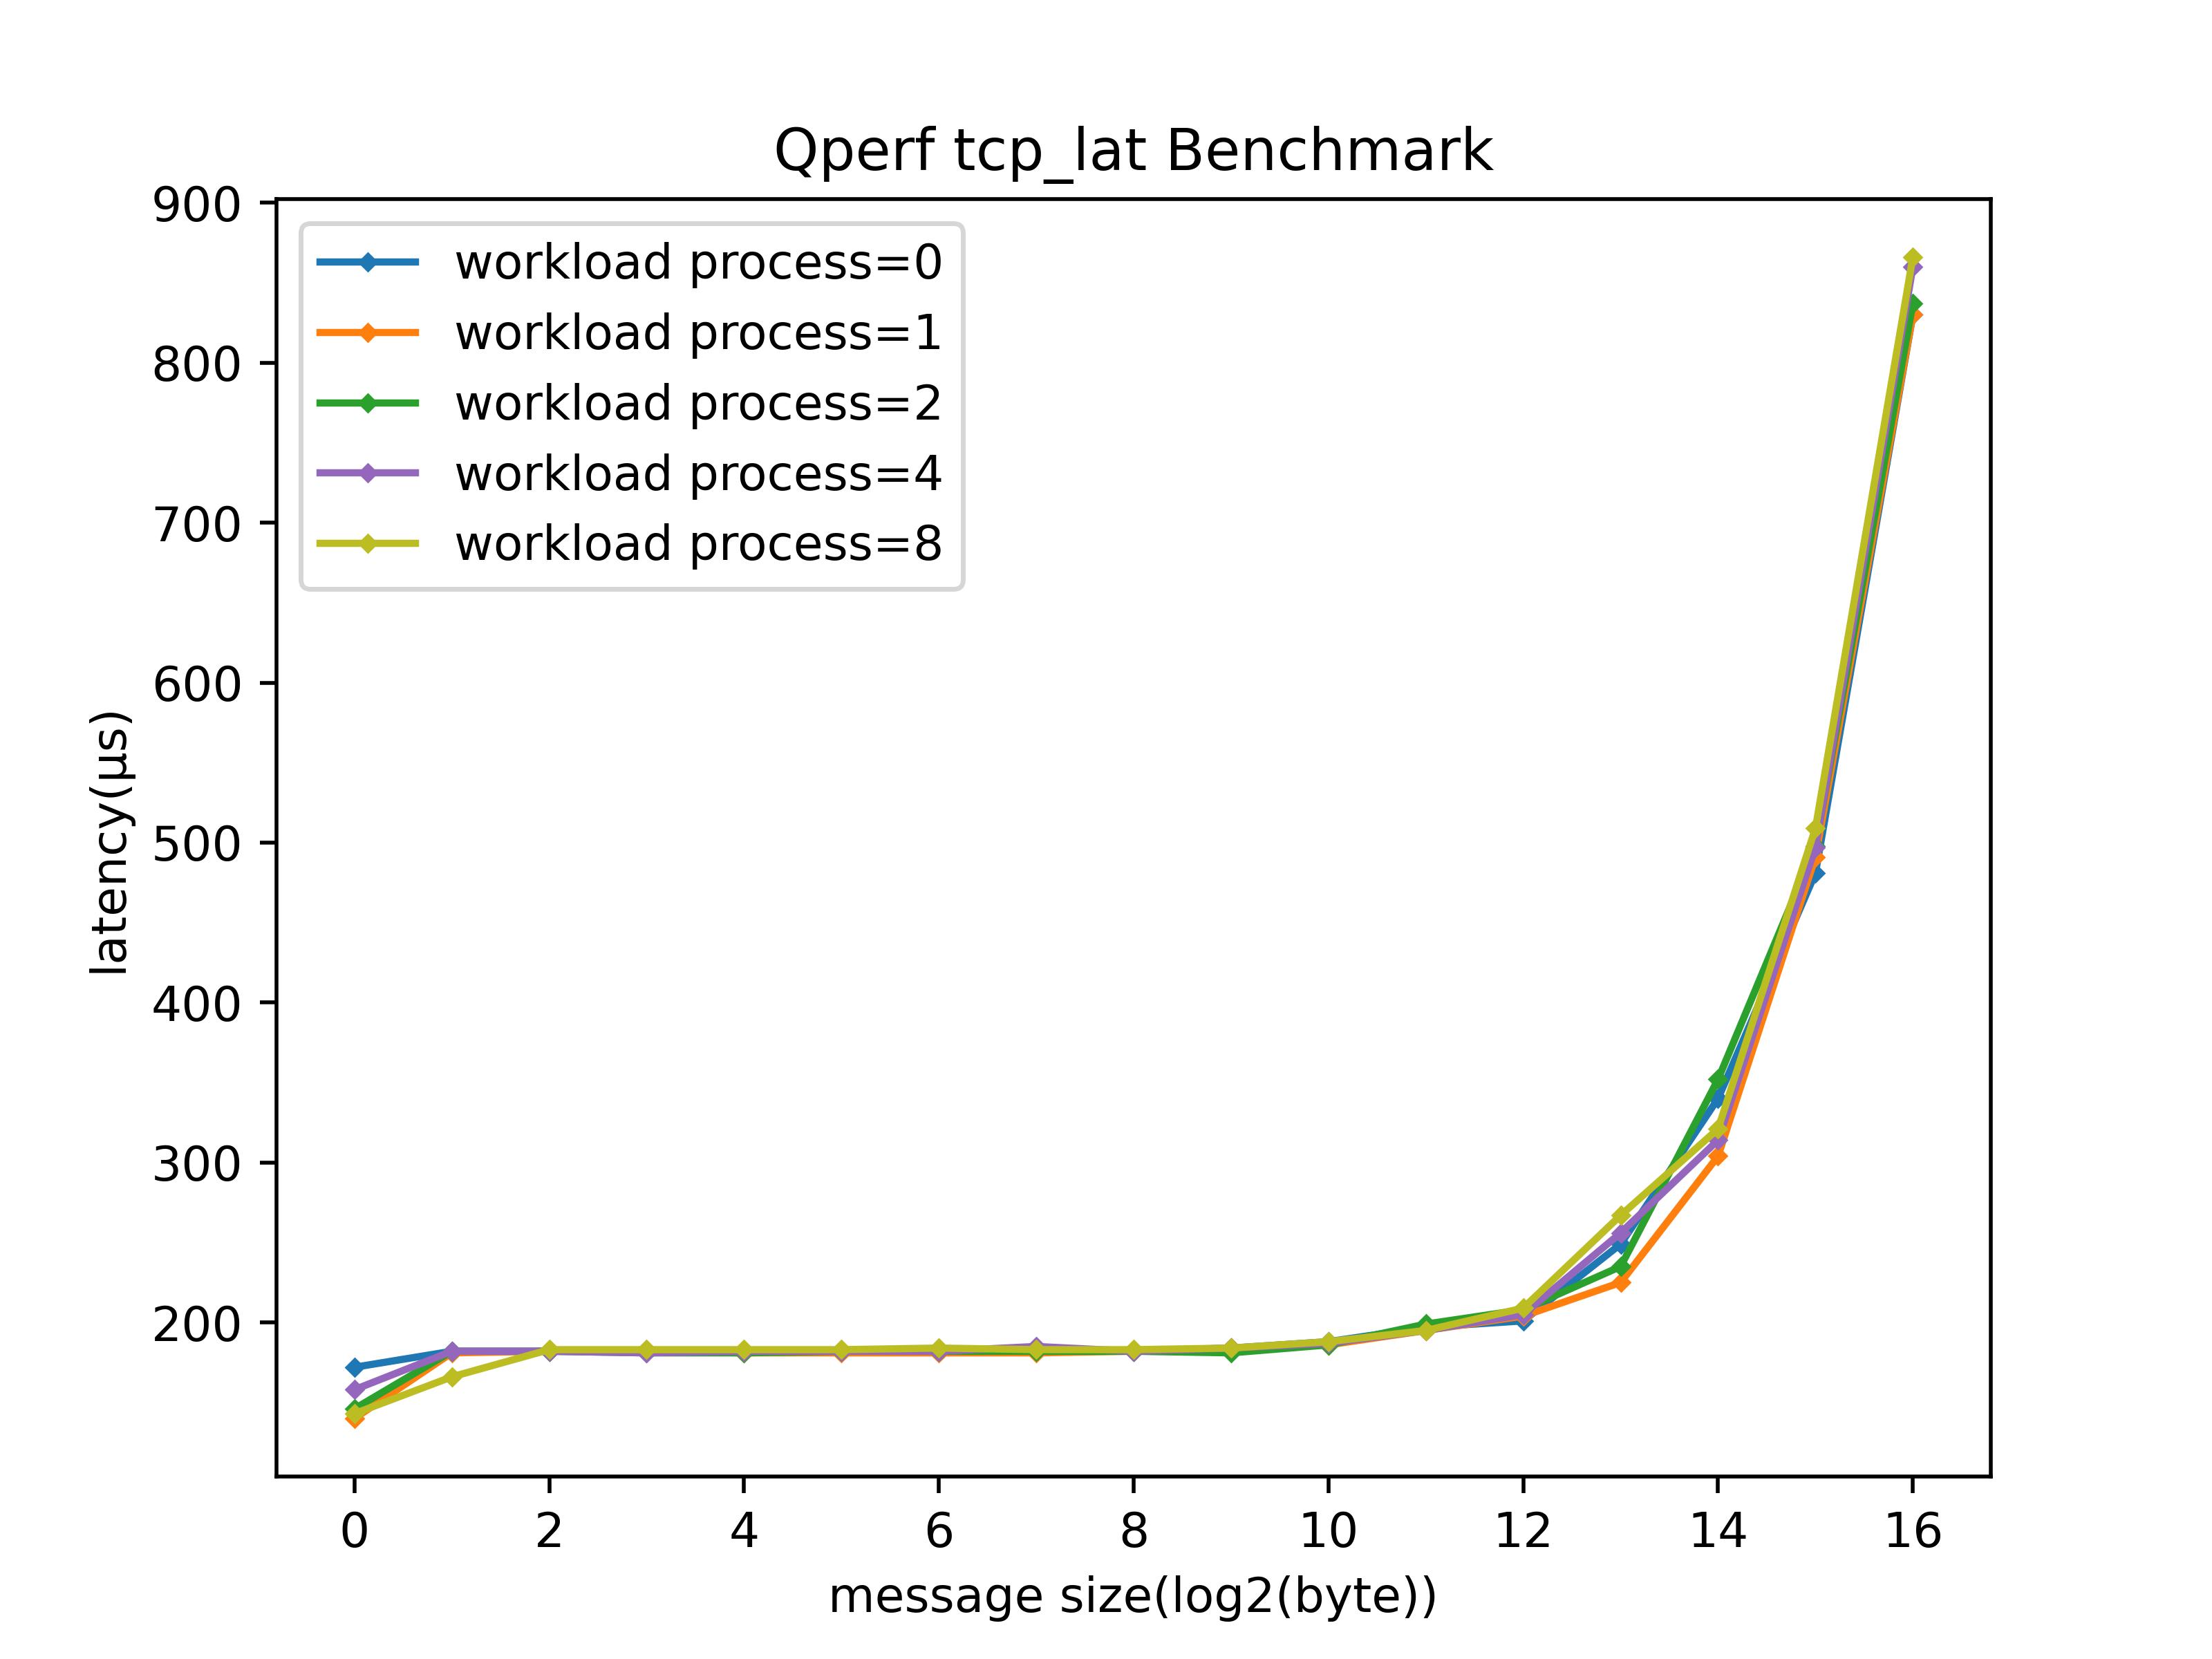 Qperf tcp_lat Benchmark
900
800
700
600
500
400
300
200
latency(µs)
workload process=0
workload process=1
workload process=2
workload process=4
workload process=8
0 2 4 6 8 10 12 14 16
message size(log2(byte))